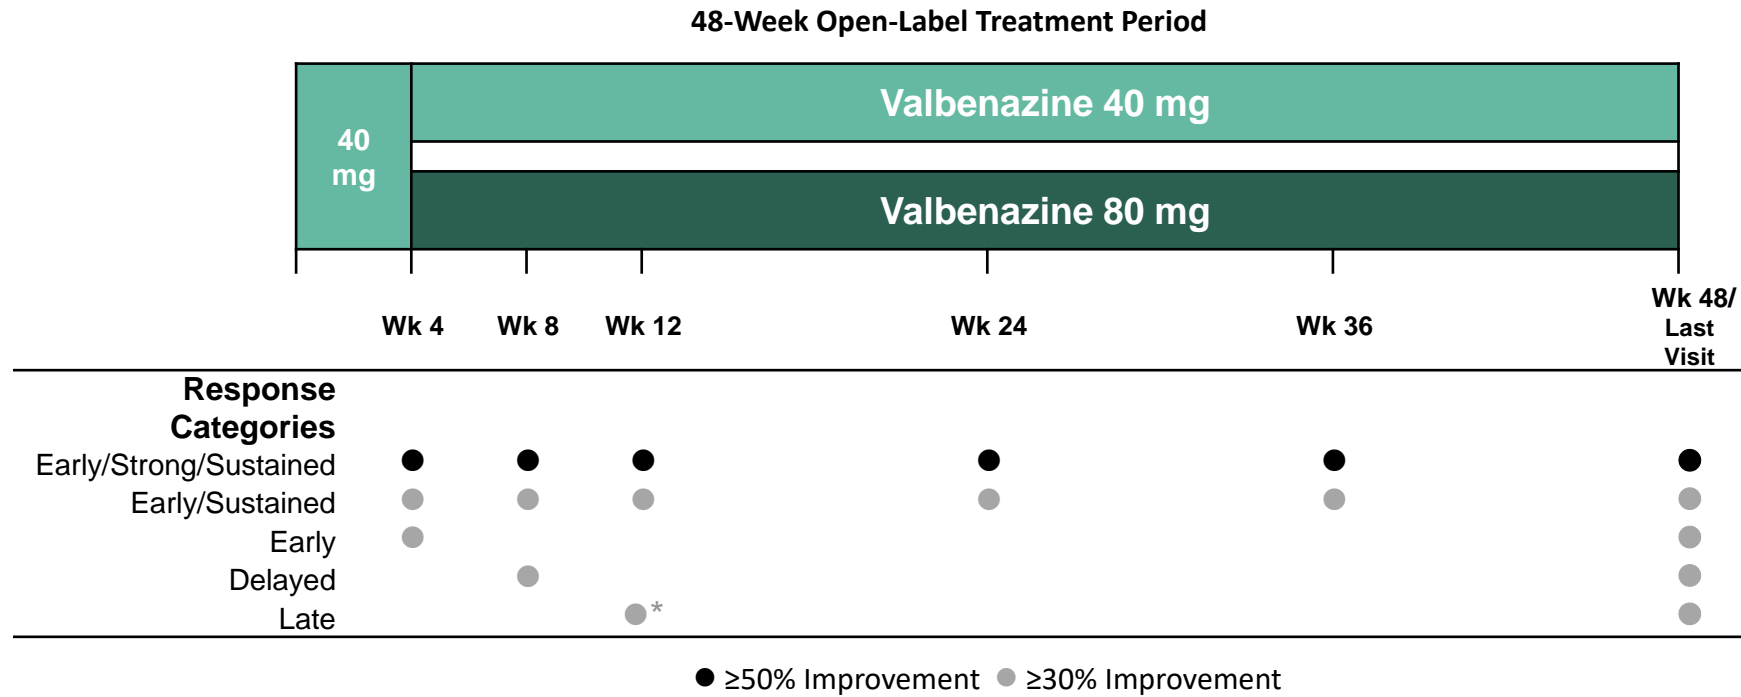 48-Week Open-Label Treatment Period
Valbenazine 40 mg
40
mg
Valbenazine 80 mg
Wk 4
Wk 8
Wk 12
Wk 24
Wk 36
Wk 48/
Last
Visit
Response
Categories
Early/Strong/Sustained
Early/Sustained
Early
Delayed
Late
*
≥50% Improvement
≥30% Improvement